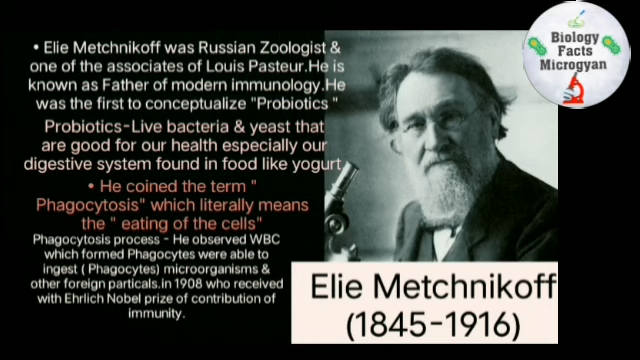 • Elie Metchnikoff was Russian Zoologist &
one of the associates of Louis Pasteur.He is
known as Father of modern immunology.He
was the first to conceptualize "Probiotics "
Probiotics-Live bacteria & yeast that
are good for our health especially our
digestive system found in food like yogurt
• He coined the term "
Phagocytosis" which literally means
the " eating of the cells"
Phagocytosis process - He observed WBC
which formed Phagocytes were able to
ingest ( Phagocytes) microorganisms &
other foreign particals.in 1908 who received
with Ehrlich Nobel prize of contribution of
immunity.
Biology
Facts
Microgyan
Elie Metchnikoff
(1845-1916)